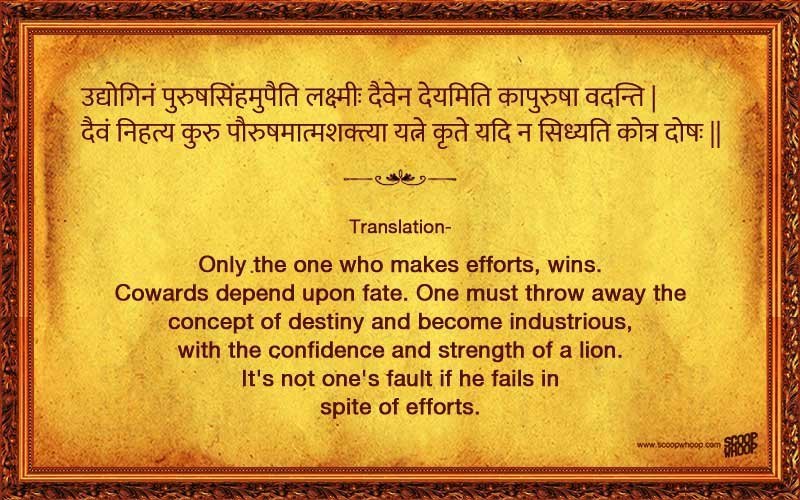 उद्योगिनं पुरुषसिंहमुपैति लक्ष्मीः दैवेन देयमिति कापुरुषा वदन्ति |
दैवं निहत्य कुरु पौरुषमात्मशक्त्या यत्ने कृते यदि न सिध्यति कोत्र दोषः ||
Translation-
Only the one who makes efforts, wins.
Cowards depend upon fate. One must throw away the
concept of destiny and become industrious,
with the confidence and strength of a lion.
It's not one's fault if he fails in
spite of efforts.
www.scoopwhoop.com
SCOOP
WHOOP